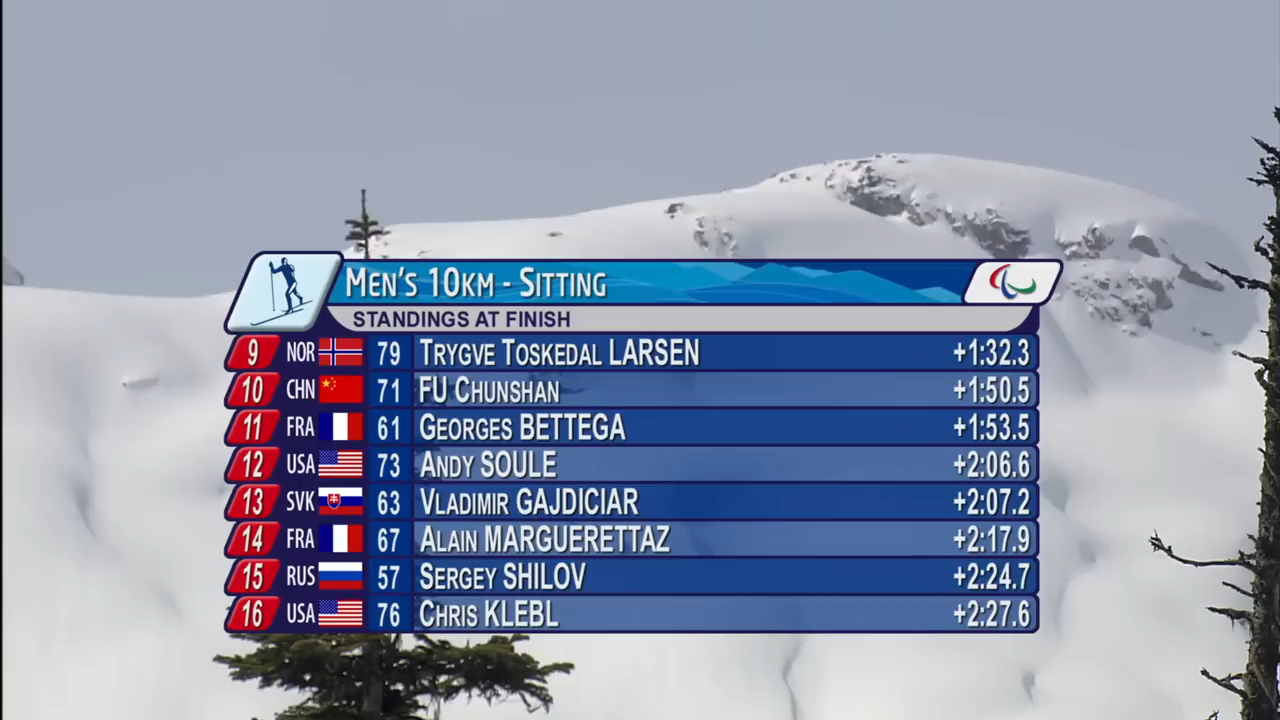 MEN'S 10KM - SITTING
STANDINGS AT FINISH
9 NOR 79 TRYGVE TOSKEDAL LARSEN +1:32.3
10 CHN 71 FU CHUNSHAN +1:50.5
11 FRA 61 GEORGES BETTEGA +1:53.5
12 USA 73 ANDY SOULE +2:06.6
13 SVK 63 VLADIMIR GAJDICIAR +2:07.2
14 FRA 67 ALAIN MARGUERETTAZ +2:17.9
15 RUS 57 SERGEY SHILOV +2:24.7
16 USA 76 CHRIS KLEBL +2:27.6